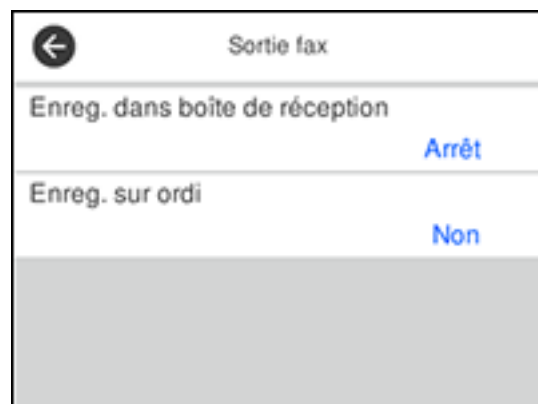 Sortie fax
Enreg. dans boîte de réception
Arrêt
Enreg. sur ordi
Non